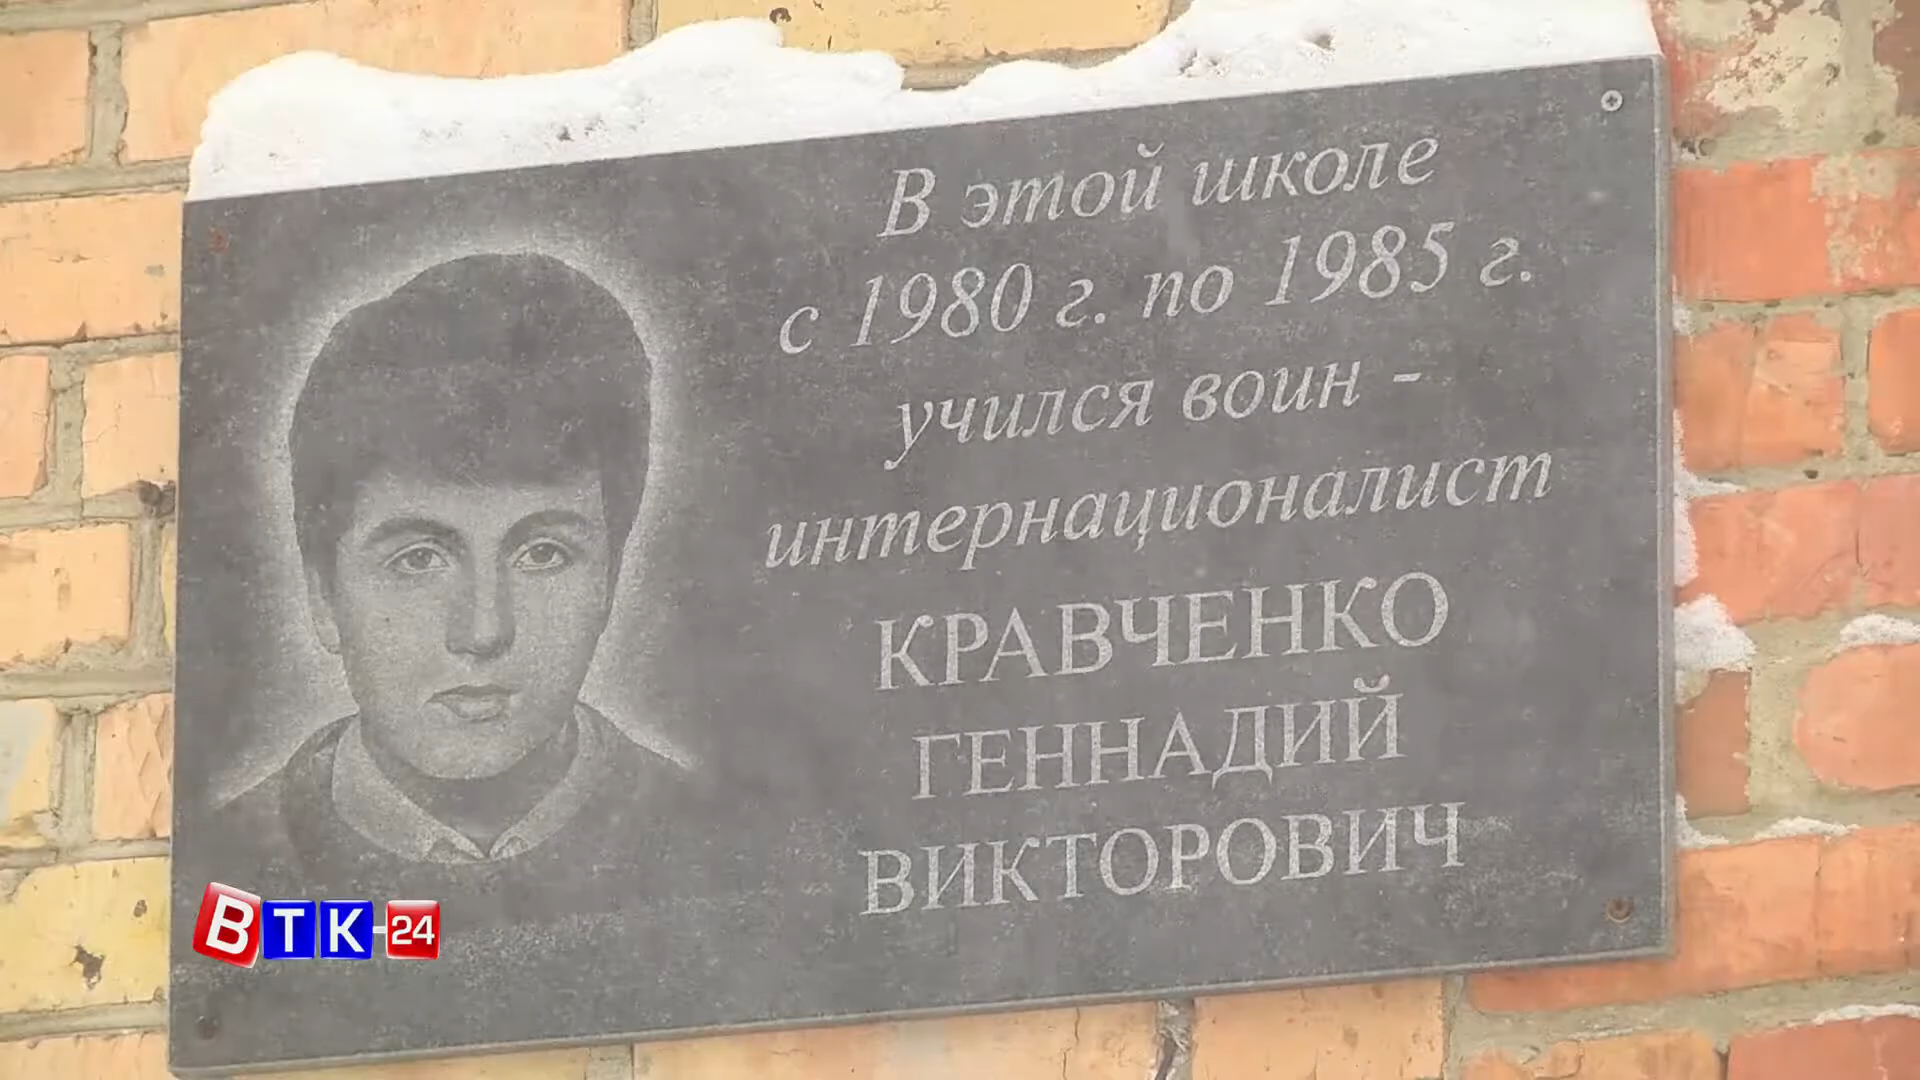 В этой школе
с 1980 г. по 1985 г.
учился воин -
интернационалист
КРАВЧЕНКО
ГЕННАДИЙ
ВИКТОРОВИЧ
ВТК-24